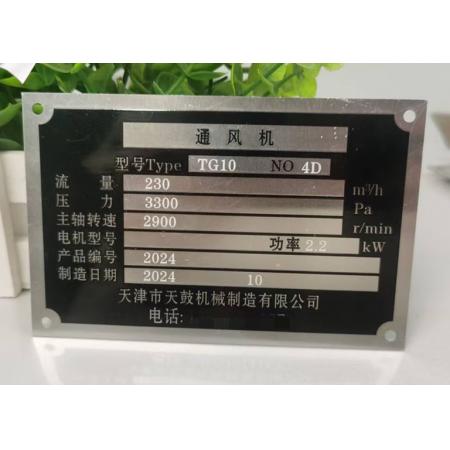 通风机
型号Type TG10 NO 4D
流量 230 m³/h
压力 3300 Pa
主轴转速 2900 r/min
电机型号 功率 2.2 kW
产品编号 2024
制造日期 2024 10
天津市天鼓机械制造有限公司
电话: